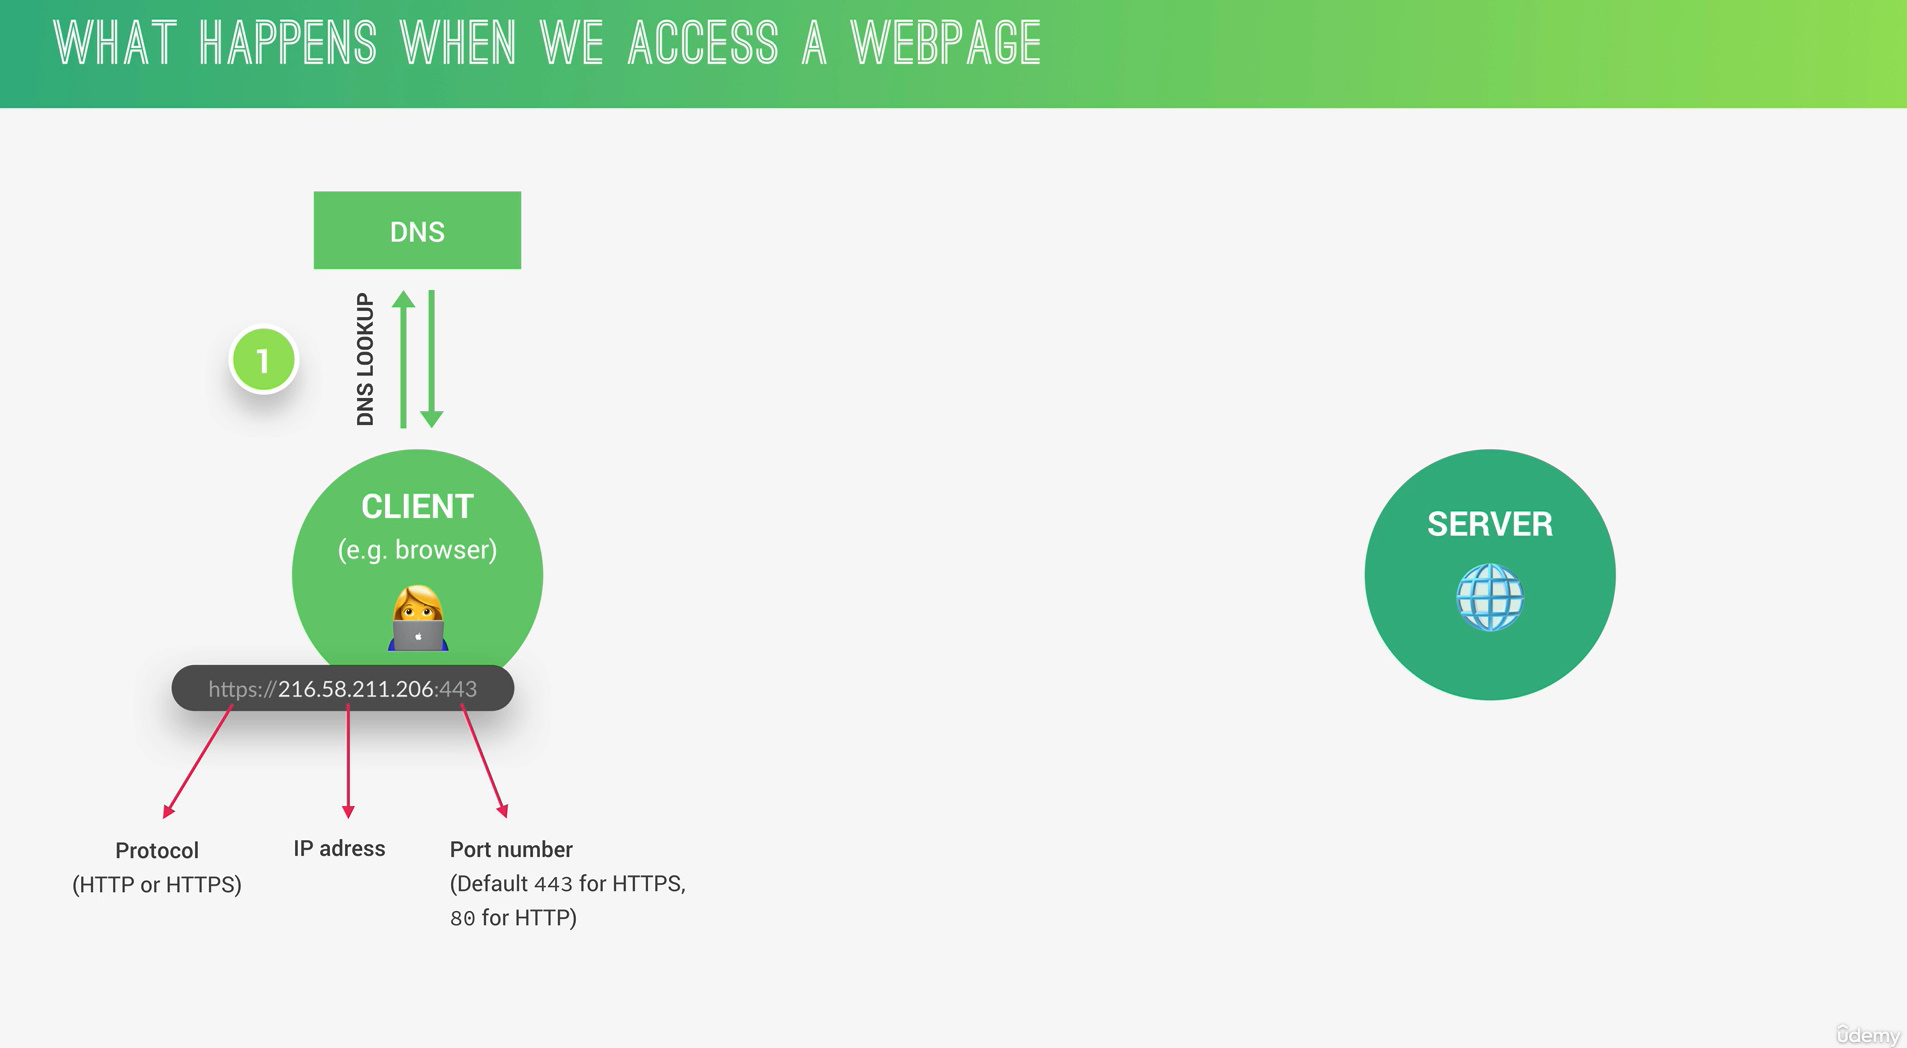 WHAT HAPPENS WHEN WE ACCESS A WEBPAGE
DNS
DNS LOOKUP
1
CLIENT
(e.g. browser)
SERVER
https://216.58.211.206:443
Protocol
(HTTP or HTTPS)
IP adress
Port number
(Default 443 for HTTPS,
80 for HTTP)
ûdemy